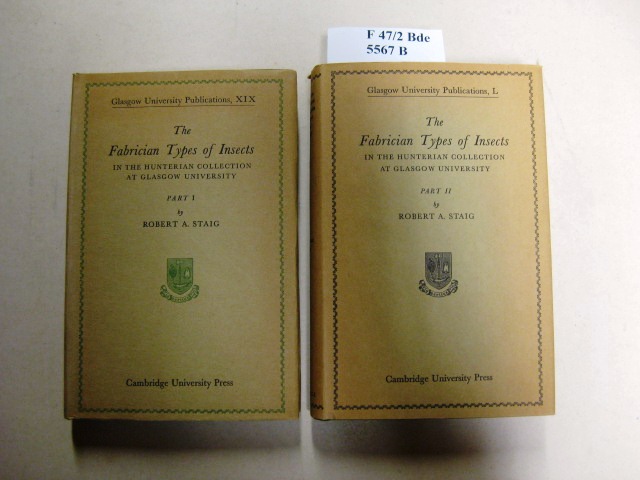 F 47/2 Bde
5567 B
Glasgow University Publications, XIX
The
Fabrician Types of Insects
IN THE HUNTERIAN COLLECTION
AT GLASGOW UNIVERSITY
PART I
by
ROBERT A. STAIG
Cambridge University Press
Glasgow University Publications, L
The
Fabrician Types of Insects
IN THE HUNTERIAN COLLECTION
AT GLASGOW UNIVERSITY
PART II
by
ROBERT A. STAIG
Cambridge University Press